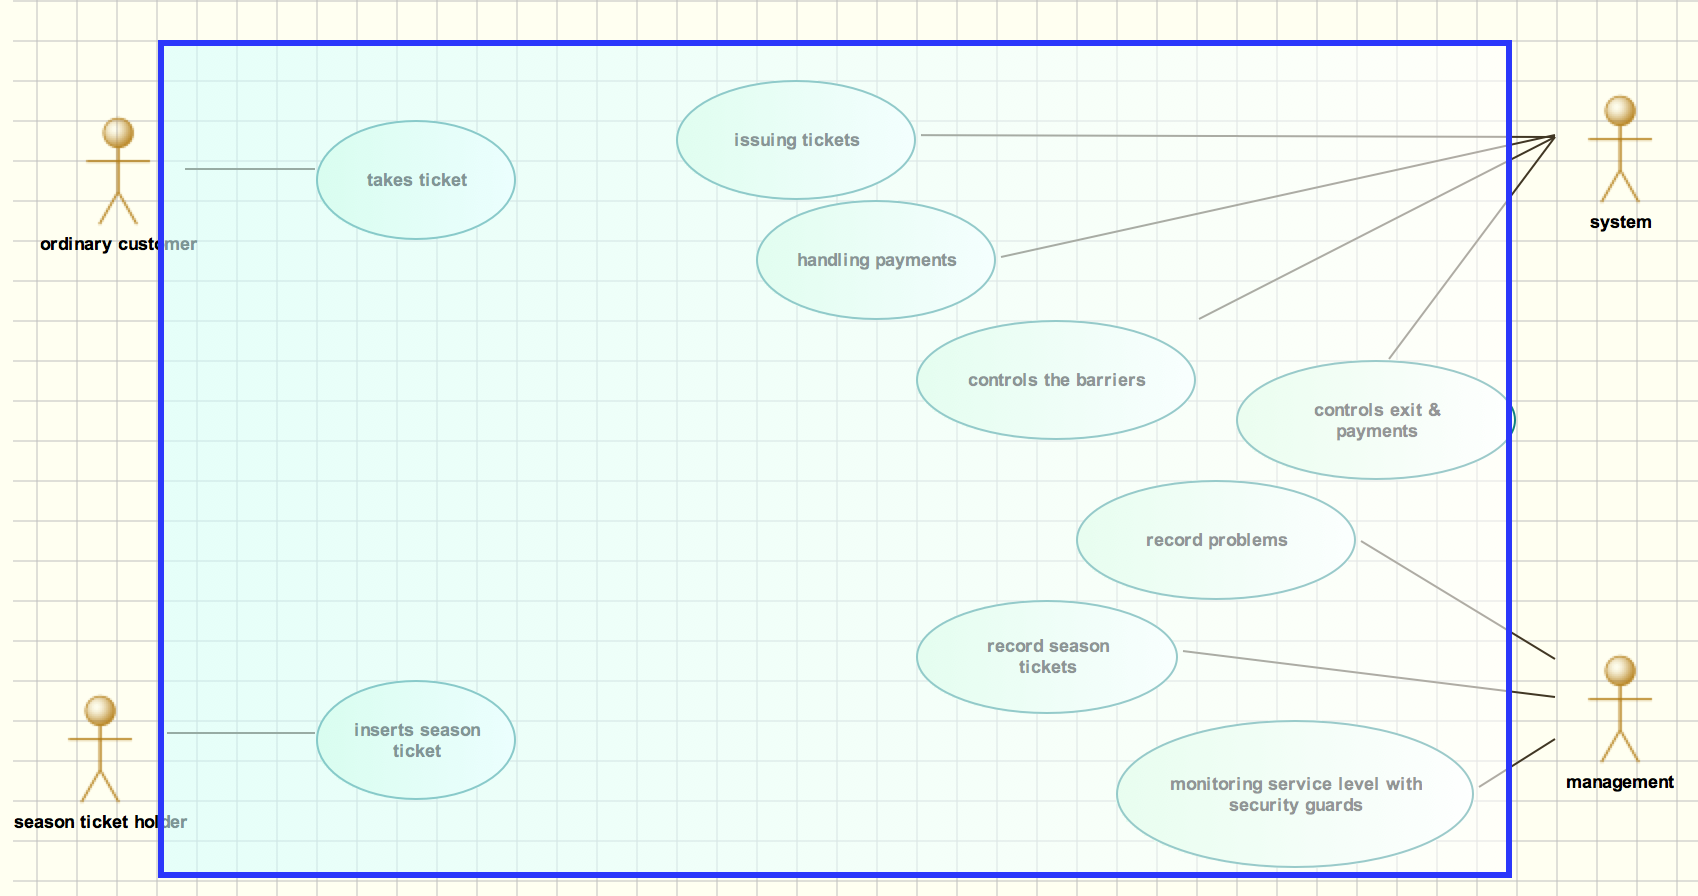 issuing tickets
takes ticket
system
ordinary customer
handling payments
controls the barriers
controls exit &
payments
record problems
record season
tickets
inserts season
ticket
management
monitoring service level with
security guards
season ticket holder